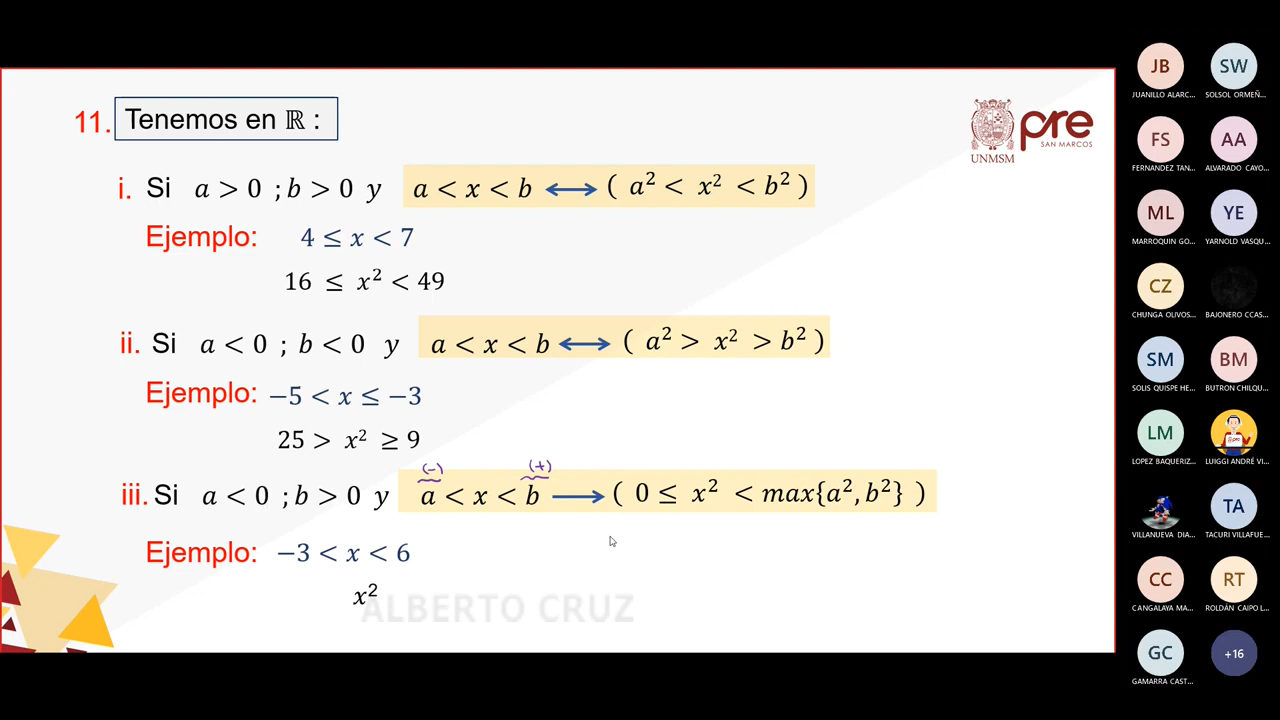 11. Tenemos en ℝ :
UNMSM
pre
SAN MARCOS
i. Si a > 0 ; b > 0 y a < x < b ⟷ ( a² < x² < b² )
Ejemplo: 4 ≤ x < 7
16 ≤ x² < 49
ii. Si a < 0 ; b < 0 y a < x < b ⟷ ( a² > x² > b² )
Ejemplo: −5 < x ≤ −3
25 > x² ≥ 9
(−) (+)
iii. Si a < 0 ; b > 0 y a < x < b ⟶ ( 0 ≤ x² < max{a², b²} )
Ejemplo: −3 < x < 6
x²
ALBERTO CRUZ
JB SW
JUANILLO ALARC... SOLSOL ORMEÑ...
FS AA
FERNANDEZ TAN... ALVARADO CAYO...
ML YE
MARROQUIN GO... YARNOLD VASQU...
CZ
CHUNGA OLIVOS... BAJONERO CCAS...
SM BM
SOLIS QUISPE HE... BUTRON CHILQU...
LM
LOPEZ BAQUERIZ... LUIGGI ANDRÉ VI...
TA
VILLANUEVA DIA... TACURI VILLAFUE...
CC RT
CANGALAYA MA... ROLDÁN CAIPO L...
GC +16
GAMARRA CAST...